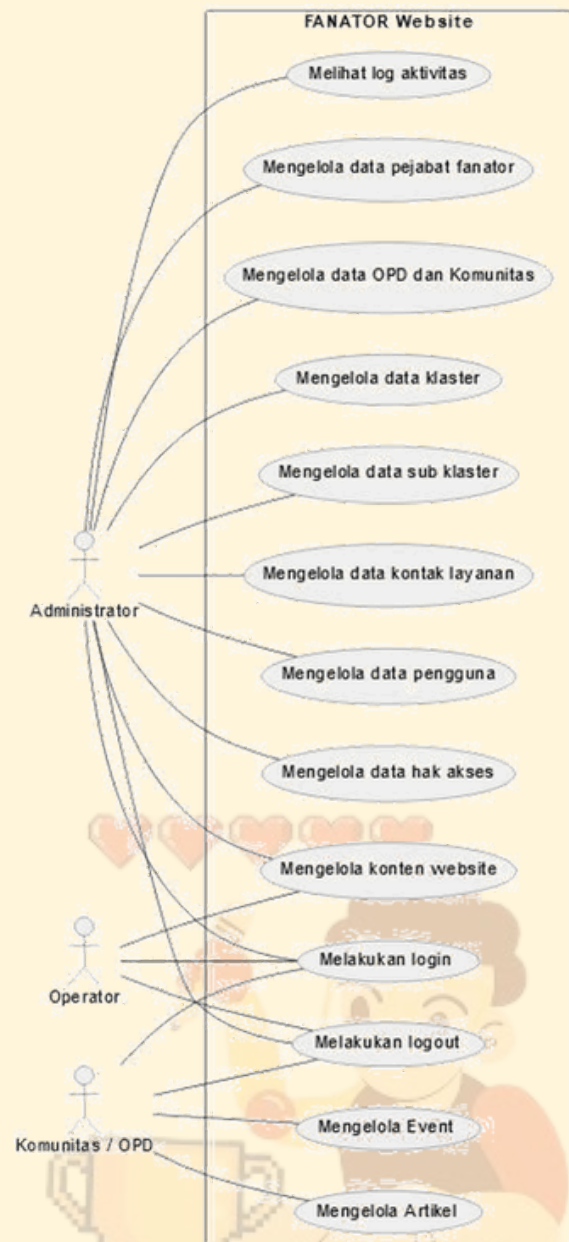 FANATOR Website
Melihat log aktivitas
Mengelola data pejabat fanator
Mengelola data OPD dan Komunitas
Mengelola data klaster
Mengelola data sub klaster
Mengelola data kontak layanan
Administrator
Mengelola data pengguna
Mengelola data hak akses
Mengelola konten website
Melakukan login
Operator
Melakukan logout
Mengelola Event
Komunitas / OPD
Mengelola Artikel